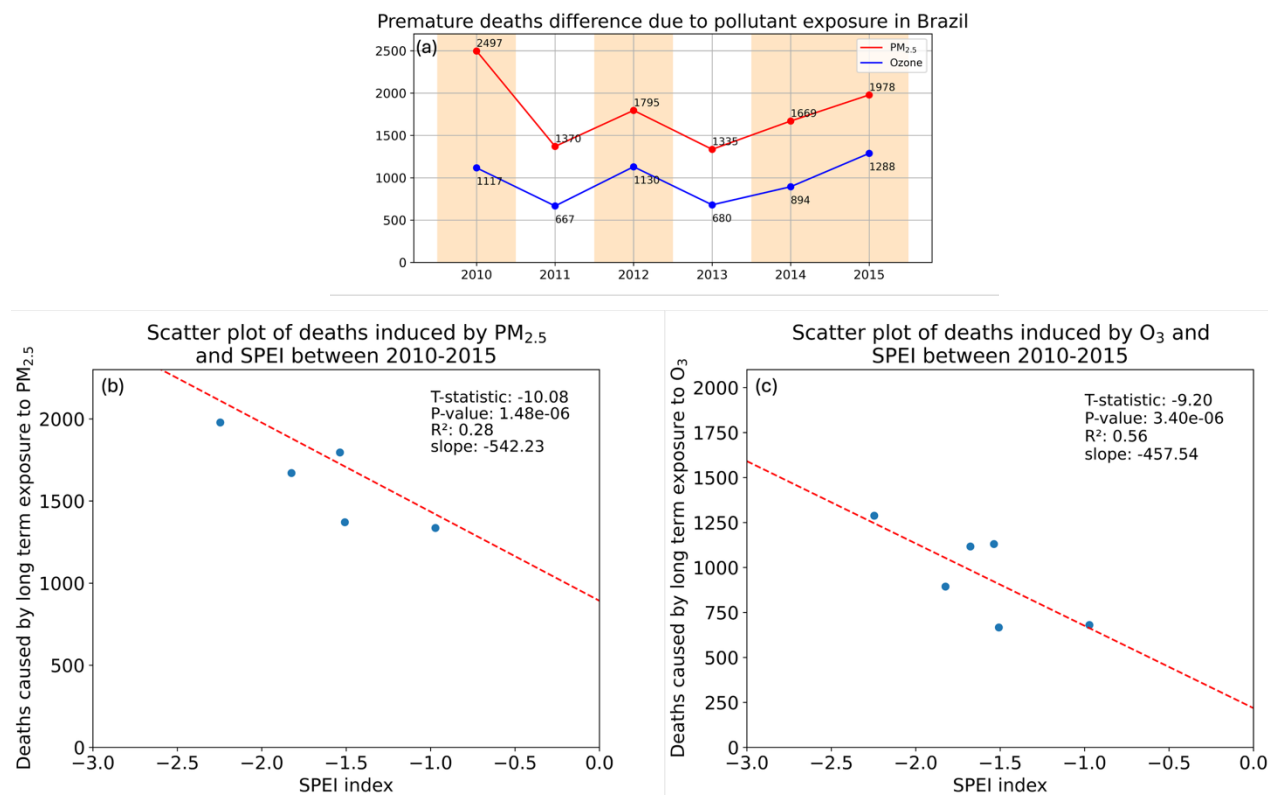 Premature deaths difference due to pollutant exposure in Brazil
(a)
PM2.5
Ozone
2500
2000
1500
1000
500
0
2497
1370
1795
1335
1669
1978
1117
667
1130
680
894
1288
2010 2011 2012 2013 2014 2015
Scatter plot of deaths induced by PM2.5
and SPEI between 2010-2015
(b)
T-statistic: -10.08
P-value: 1.48e-06
R²: 0.28
slope: -542.23
Deaths caused by long term exposure to PM2.5
2000
1500
1000
500
0
−3.0 −2.5 −2.0 −1.5 −1.0 −0.5 0.0
SPEI index
Scatter plot of deaths induced by O3 and
SPEI between 2010-2015
(c)
T-statistic: -9.20
P-value: 3.40e-06
R²: 0.56
slope: -457.54
Deaths caused by long term exposure to O3
2000
1750
1500
1250
1000
750
500
250
0
−3.0 −2.5 −2.0 −1.5 −1.0 −0.5 0.0
SPEI index